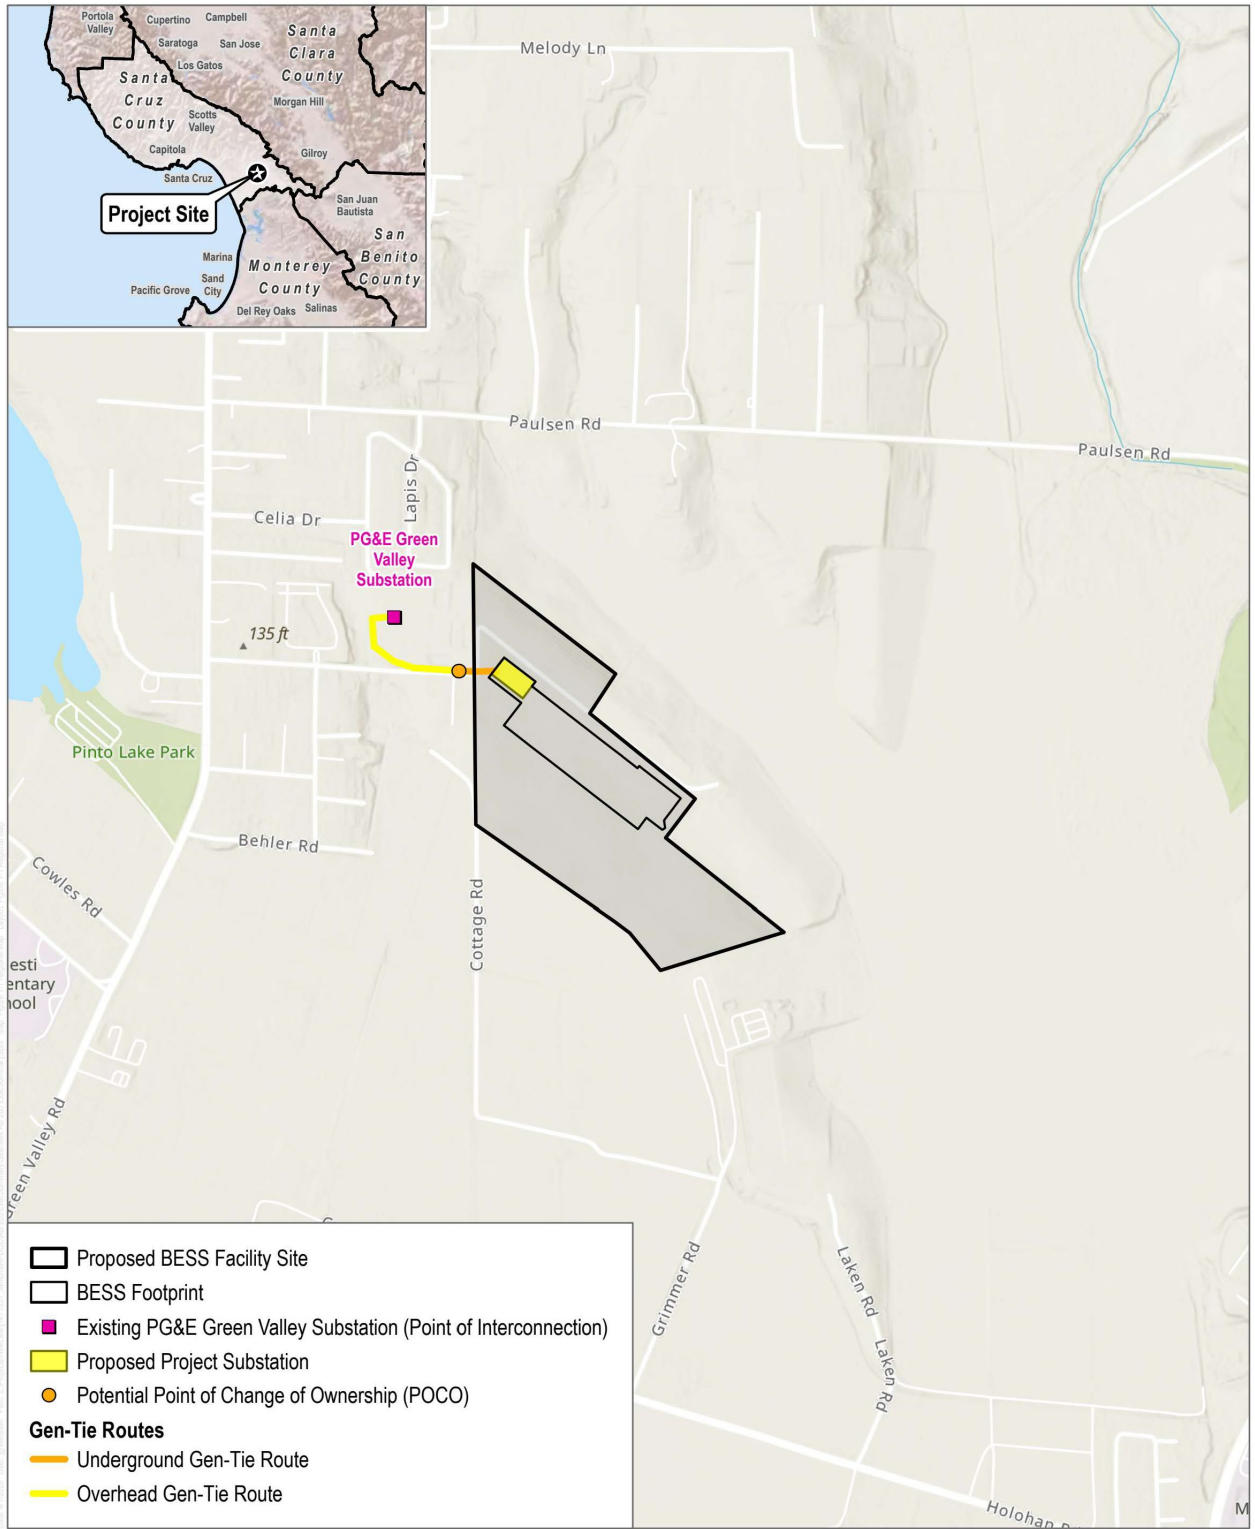 Portola
Valley
Cupertino
Campbell
Saratoga
San Jose
Los Gatos
Santa
Clara
County
Santa
Cruz
County
Scotts
Valley
Morgan Hill
Capitola
Gilroy
Santa Cruz
Project Site
San Juan
Bautista
San
Benito
County
Marina
Monterey
County
Sand
City
Pacific Grove
Del Rey Oaks
Salinas
Melody Ln
Paulsen Rd
Paulsen Rd
Lapis Dr
Celia Dr
PG&E Green
Valley
Substation
135 ft
Pinto Lake Park
Behler Rd
Cowles Rd
Cottage Rd
esti
entary
hool
Green Valley Rd
Grimmer Rd
Laken Rd
Laken Rd
Holohan
M
Proposed BESS Facility Site
BESS Footprint
Existing PG&E Green Valley Substation (Point of Interconnection)
Proposed Project Substation
Potential Point of Change of Ownership (POCO)
Gen-Tie Routes
Underground Gen-Tie Route
Overhead Gen-Tie Route